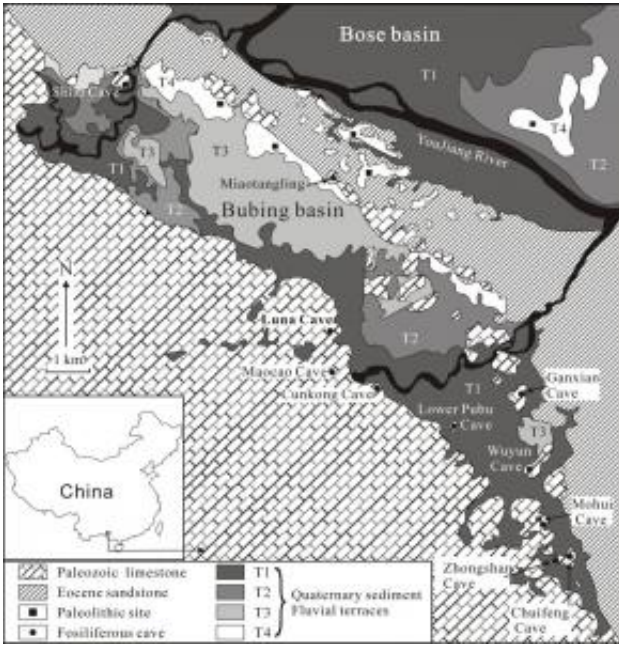 Bose basin
T1
T4
T2
Shizi Cave
T4
T3
T3
T1
T2
YouJiang River
Miaotangling
Bubing basin
N
1 km
Luna Cave
T2
Maocao Cave
Cunkong Cave
T1
Ganxian
Cave
Lower Pubu
Cave
T3
Wuyun
Cave
Mohui
Cave
Zhongshan
Cave
Chuifeng
Cave
China
Paleozoic limestone
Eocene sandstone
Paleolithic site
Fosiliferous cave
T1
T2
T3
T4
Quaternary sediment
Fluvial terraces